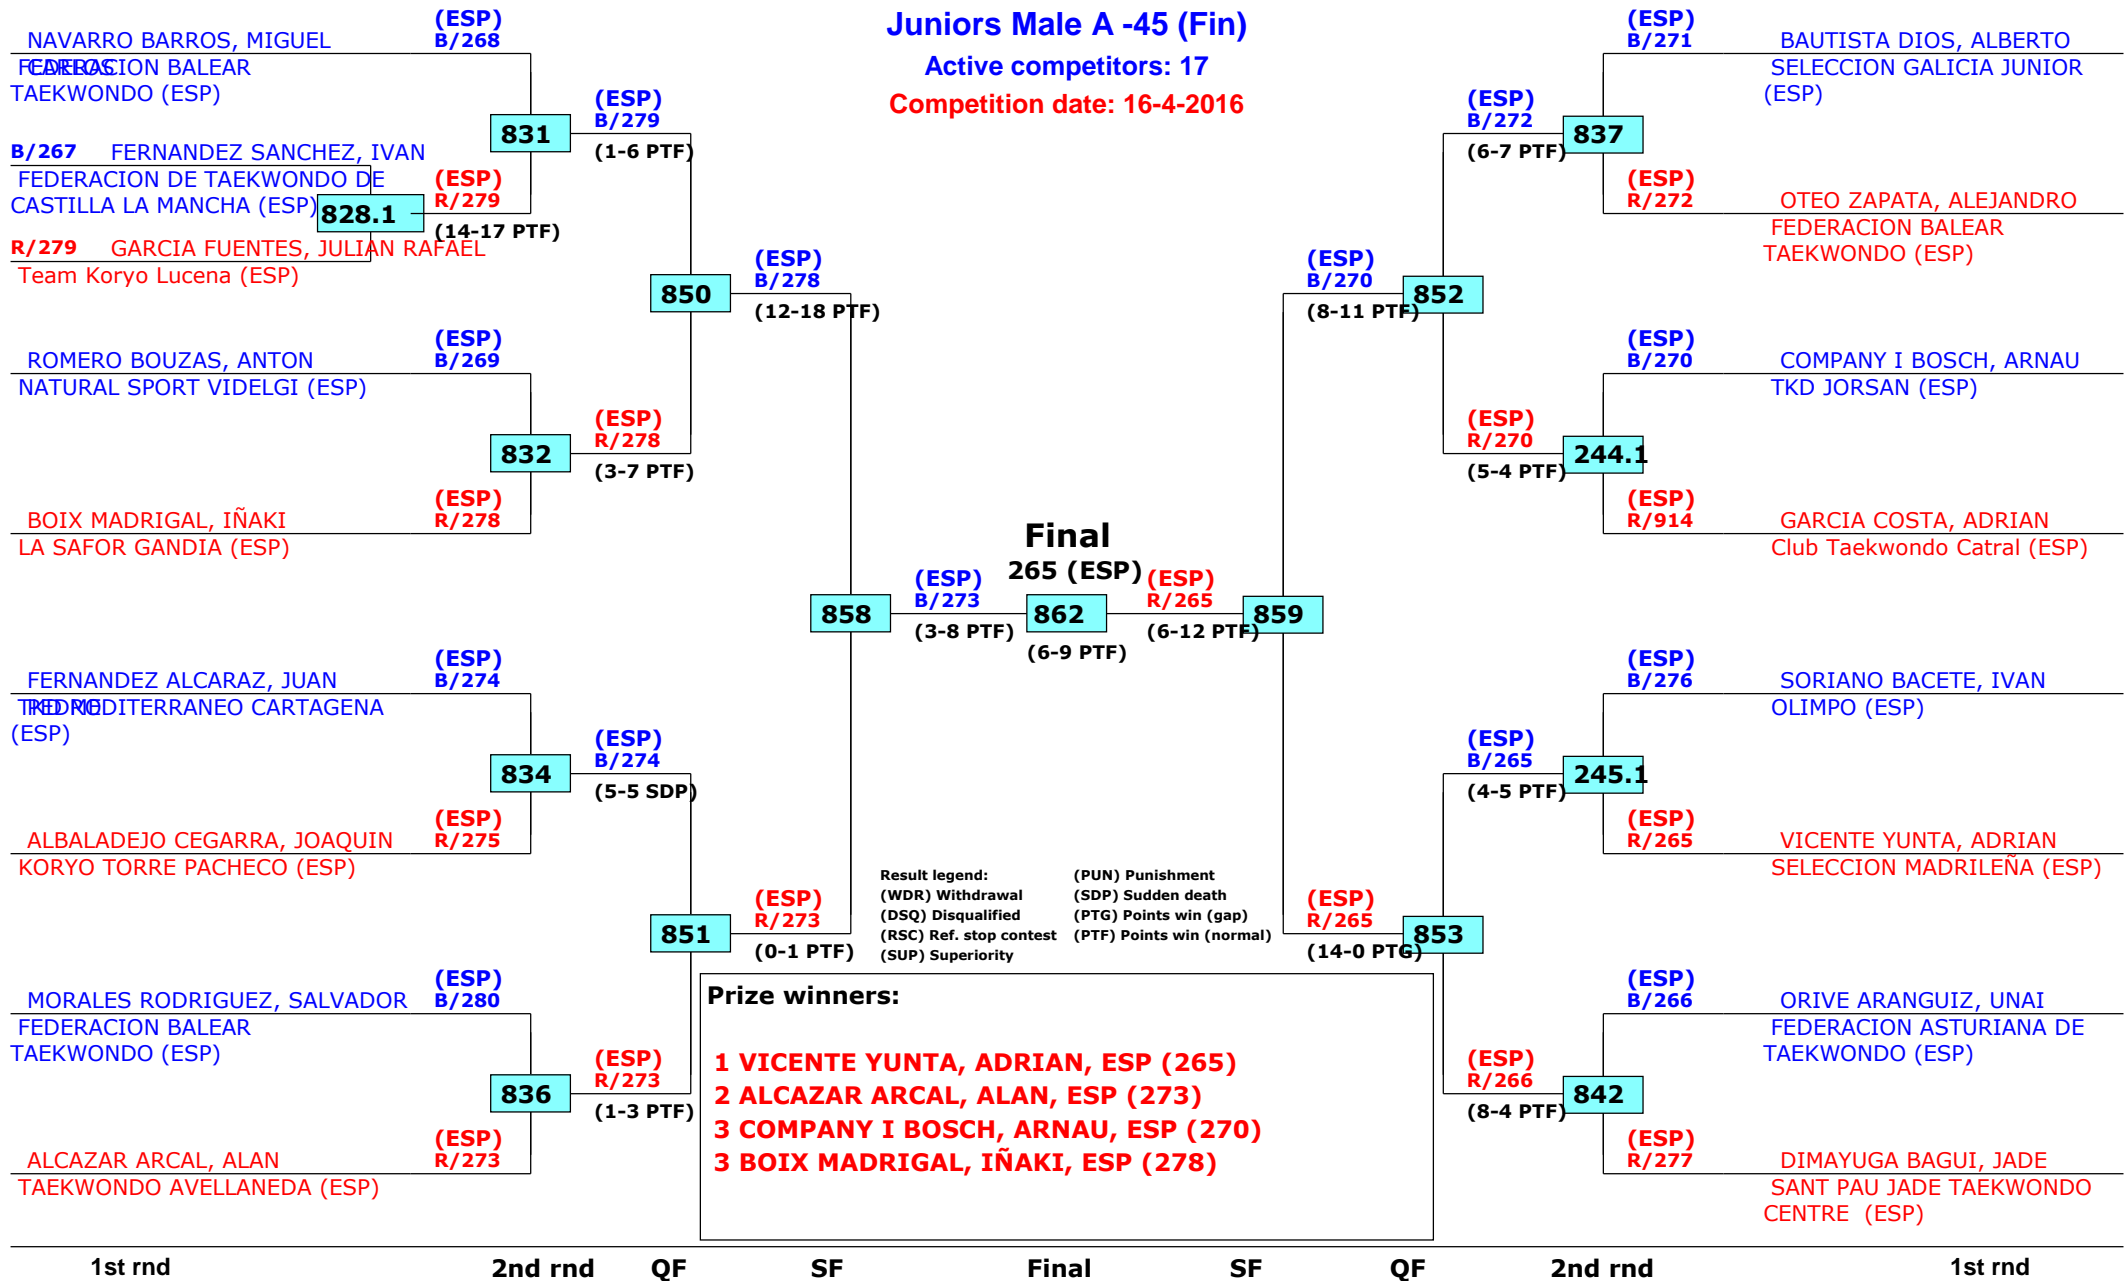 Juniors Male A -45 (Fin)
Active competitors: 17
Competition date: 16-4-2016
(ESP)
NAVARRO BARROS, MIGUEL B/268
CARLOS
FEDERACION BALEAR
TAEKWONDO (ESP)
831
(ESP)
B/279
(1-6 PTF)
B/267 FERNANDEZ SANCHEZ, IVAN
FEDERACION DE TAEKWONDO DE
CASTILLA LA MANCHA (ESP)
828.1
(ESP)
R/279
(14-17 PTF)
R/279 GARCIA FUENTES, JULIAN RAFAEL
Team Koryo Lucena (ESP)
850
(ESP)
B/278
(12-18 PTF)
(ESP)
ROMERO BOUZAS, ANTON B/269
NATURAL SPORT VIDELGI (ESP)
832
(ESP)
R/278
(3-7 PTF)
(ESP)
BOIX MADRIGAL, IÑAKI R/278
LA SAFOR GANDIA (ESP)
858
(ESP)
B/273
(3-8 PTF)
(ESP)
FERNANDEZ ALCARAZ, JUAN B/274
PEDRO
TKD MEDITERRANEO CARTAGENA
(ESP)
834
(ESP)
B/274
(5-5 SDP)
(ESP)
ALBALADEJO CEGARRA, JOAQUIN R/275
KORYO TORRE PACHECO (ESP)
851
(ESP)
R/273
(0-1 PTF)
(ESP)
MORALES RODRIGUEZ, SALVADOR B/280
FEDERACION BALEAR
TAEKWONDO (ESP)
836
(ESP)
R/273
(1-3 PTF)
(ESP)
ALCAZAR ARCAL, ALAN R/273
TAEKWONDO AVELLANEDA (ESP)
Final
265 (ESP)
862
(6-9 PTF)
(ESP)
R/265
(6-12 PTF)
859
(ESP)
B/271 BAUTISTA DIOS, ALBERTO
SELECCION GALICIA JUNIOR
(ESP)
(ESP)
B/272
(6-7 PTF)
837
(ESP)
R/272 OTEO ZAPATA, ALEJANDRO
FEDERACION BALEAR
TAEKWONDO (ESP)
(ESP)
B/270
(8-11 PTF)
852
(ESP)
B/270 COMPANY I BOSCH, ARNAU
TKD JORSAN (ESP)
(ESP)
R/270
(5-4 PTF)
244.1
(ESP)
R/914 GARCIA COSTA, ADRIAN
Club Taekwondo Catral (ESP)
(ESP)
B/276 SORIANO BACETE, IVAN
OLIMPO (ESP)
(ESP)
B/265
(4-5 PTF)
245.1
(ESP)
R/265 VICENTE YUNTA, ADRIAN
SELECCION MADRILEÑA (ESP)
(ESP)
R/265
(14-0 PTG)
853
(ESP)
B/266 ORIVE ARANGUIZ, UNAI
FEDERACION ASTURIANA DE
TAEKWONDO (ESP)
(ESP)
R/266
(8-4 PTF)
842
(ESP)
R/277 DIMAYUGA BAGUI, JADE
SANT PAU JADE TAEKWONDO
CENTRE (ESP)
Result legend: (PUN) Punishment
(WDR) Withdrawal (SDP) Sudden death
(DSQ) Disqualified (PTG) Points win (gap)
(RSC) Ref. stop contest (PTF) Points win (normal)
(SUP) Superiority
Prize winners:
1 VICENTE YUNTA, ADRIAN, ESP (265)
2 ALCAZAR ARCAL, ALAN, ESP (273)
3 COMPANY I BOSCH, ARNAU, ESP (270)
3 BOIX MADRIGAL, IÑAKI, ESP (278)
1st rnd 2nd rnd QF SF Final SF QF 2nd rnd 1st rnd